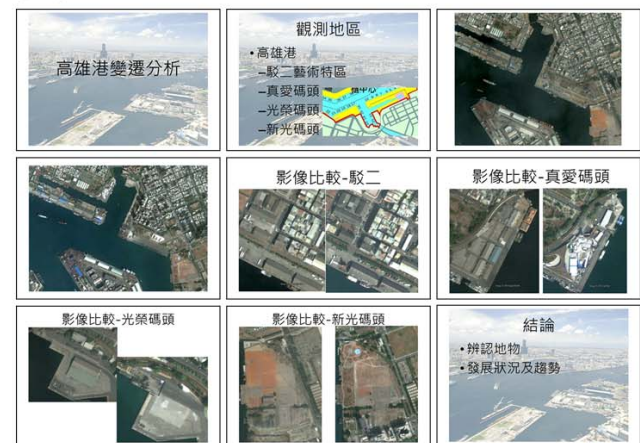 高雄港變遷分析
觀測地區
•高雄港
–駁二藝術特區
–真愛碼頭
–光榮碼頭
–新光碼頭
影像比較-駁二
影像比較-真愛碼頭
影像比較-光榮碼頭
影像比較-新光碼頭
結論
•辨認地物
•發展狀況及趨勢